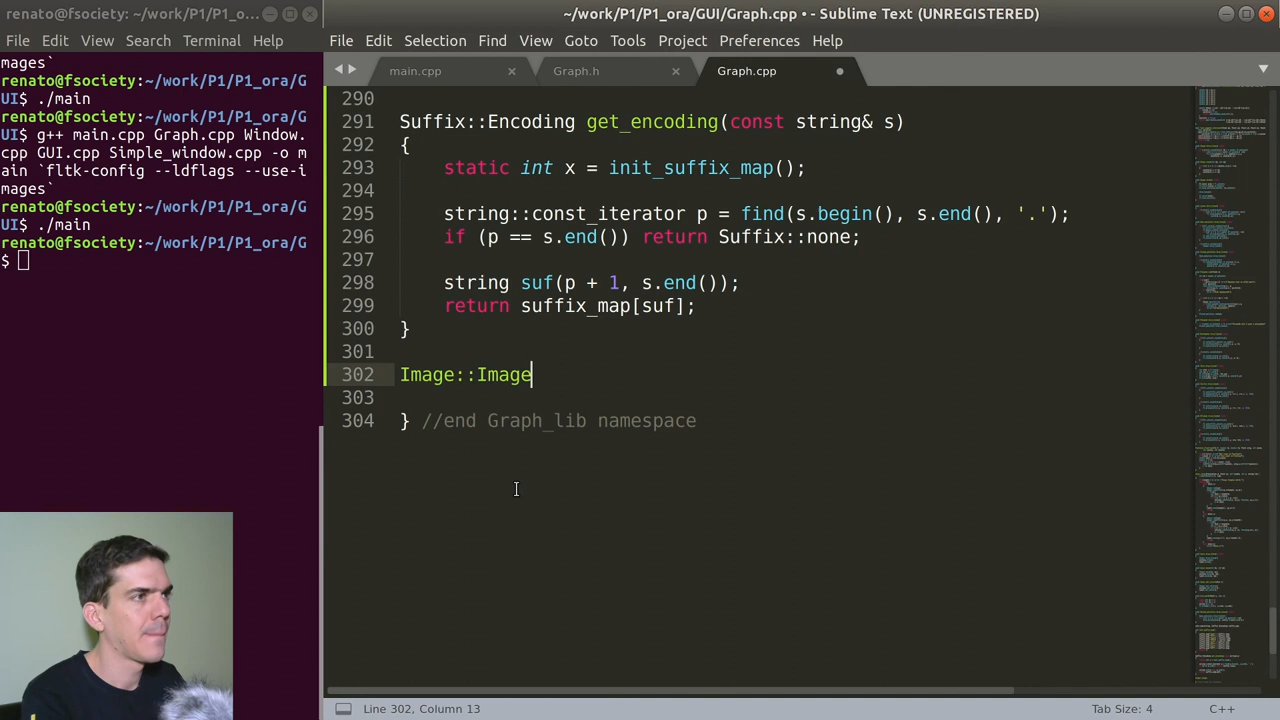 renato@fsociety: ~/work/P1/P1_o...
File Edit View Search Terminal Help
mages`
renato@fsociety:~/work/P1/P1_ora/G
UI$ ./main
renato@fsociety:~/work/P1/P1_ora/G
UI$ g++ main.cpp Graph.cpp Window.
cpp GUI.cpp Simple_window.cpp -o m
ain `fltk-config --ldflags --use-i
mages`
renato@fsociety:~/work/P1/P1_ora/G
UI$ ./main
renato@fsociety:~/work/P1/P1_ora/G
$
~/work/P1/P1_ora/GUI/Graph.cpp • - Sublime Text (UNREGISTERED)
File Edit Selection Find View Goto Tools Project Preferences Help
main.cpp Graph.h Graph.cpp
290
291 Suffix::Encoding get_encoding(const string& s)
292 {
293 static int x = init_suffix_map();
294
295 string::const_iterator p = find(s.begin(), s.end(), '.');
296 if (p == s.end()) return Suffix::none;
297
298 string suf(p + 1, s.end());
299 return suffix_map[suf];
300 }
301
302 Image::Image
303
304 } //end Graph_lib namespace
Line 302, Column 13 Tab Size: 4 C++